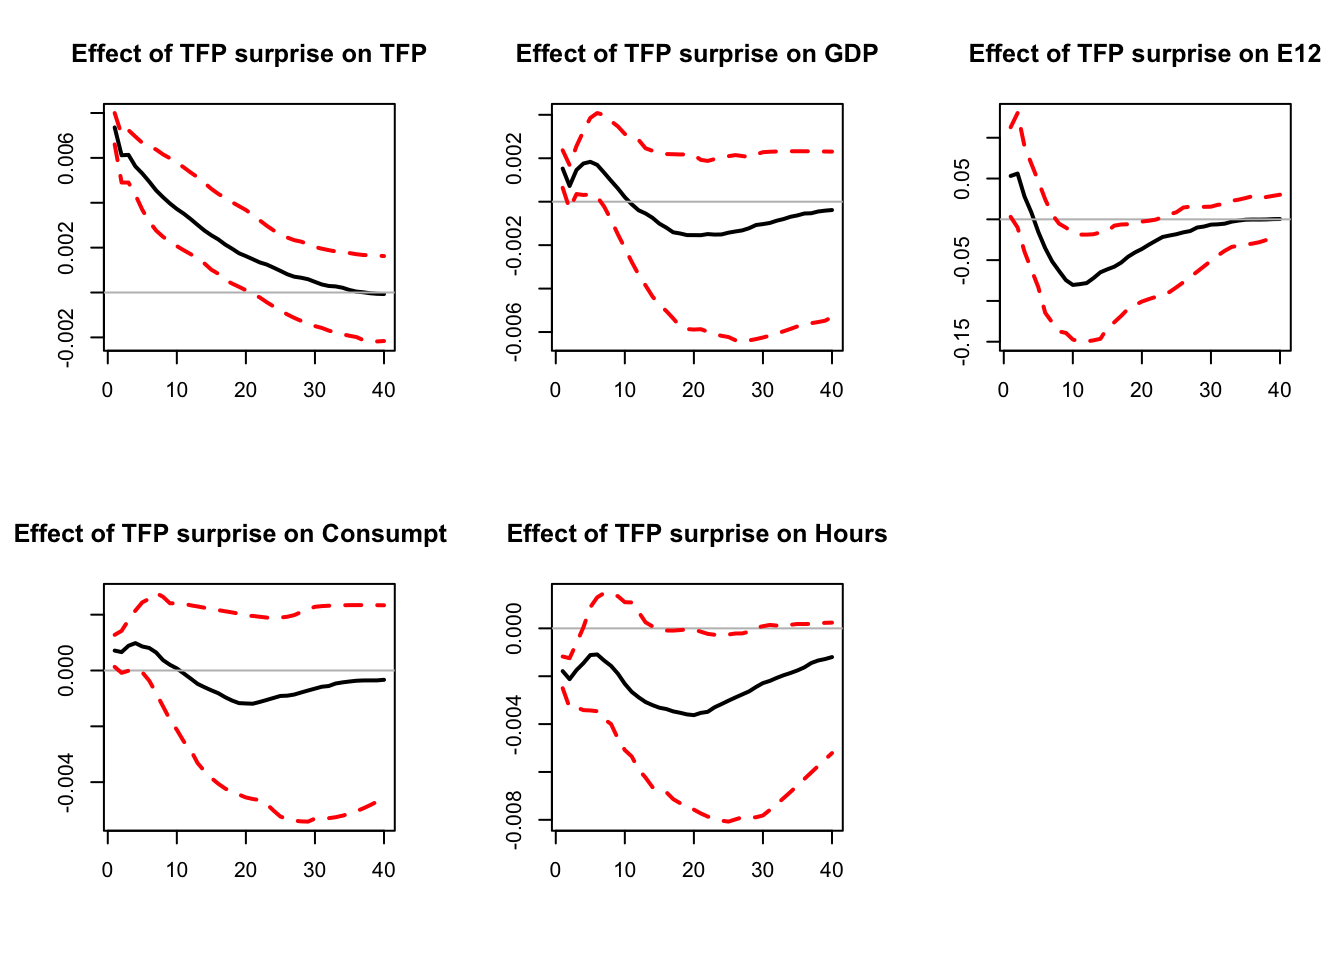 Effect of TFP surprise on TFP
0.006
0.002
-0.002
0 10 20 30 40
Effect of TFP surprise on GDP
0.002
-0.002
-0.006
0 10 20 30 40
Effect of TFP surprise on E12
0.05
-0.05
-0.15
0 10 20 30 40
Effect of TFP surprise on Consumpt
0.000
-0.004
0 10 20 30 40
Effect of TFP surprise on Hours
0.000
-0.004
-0.008
0 10 20 30 40